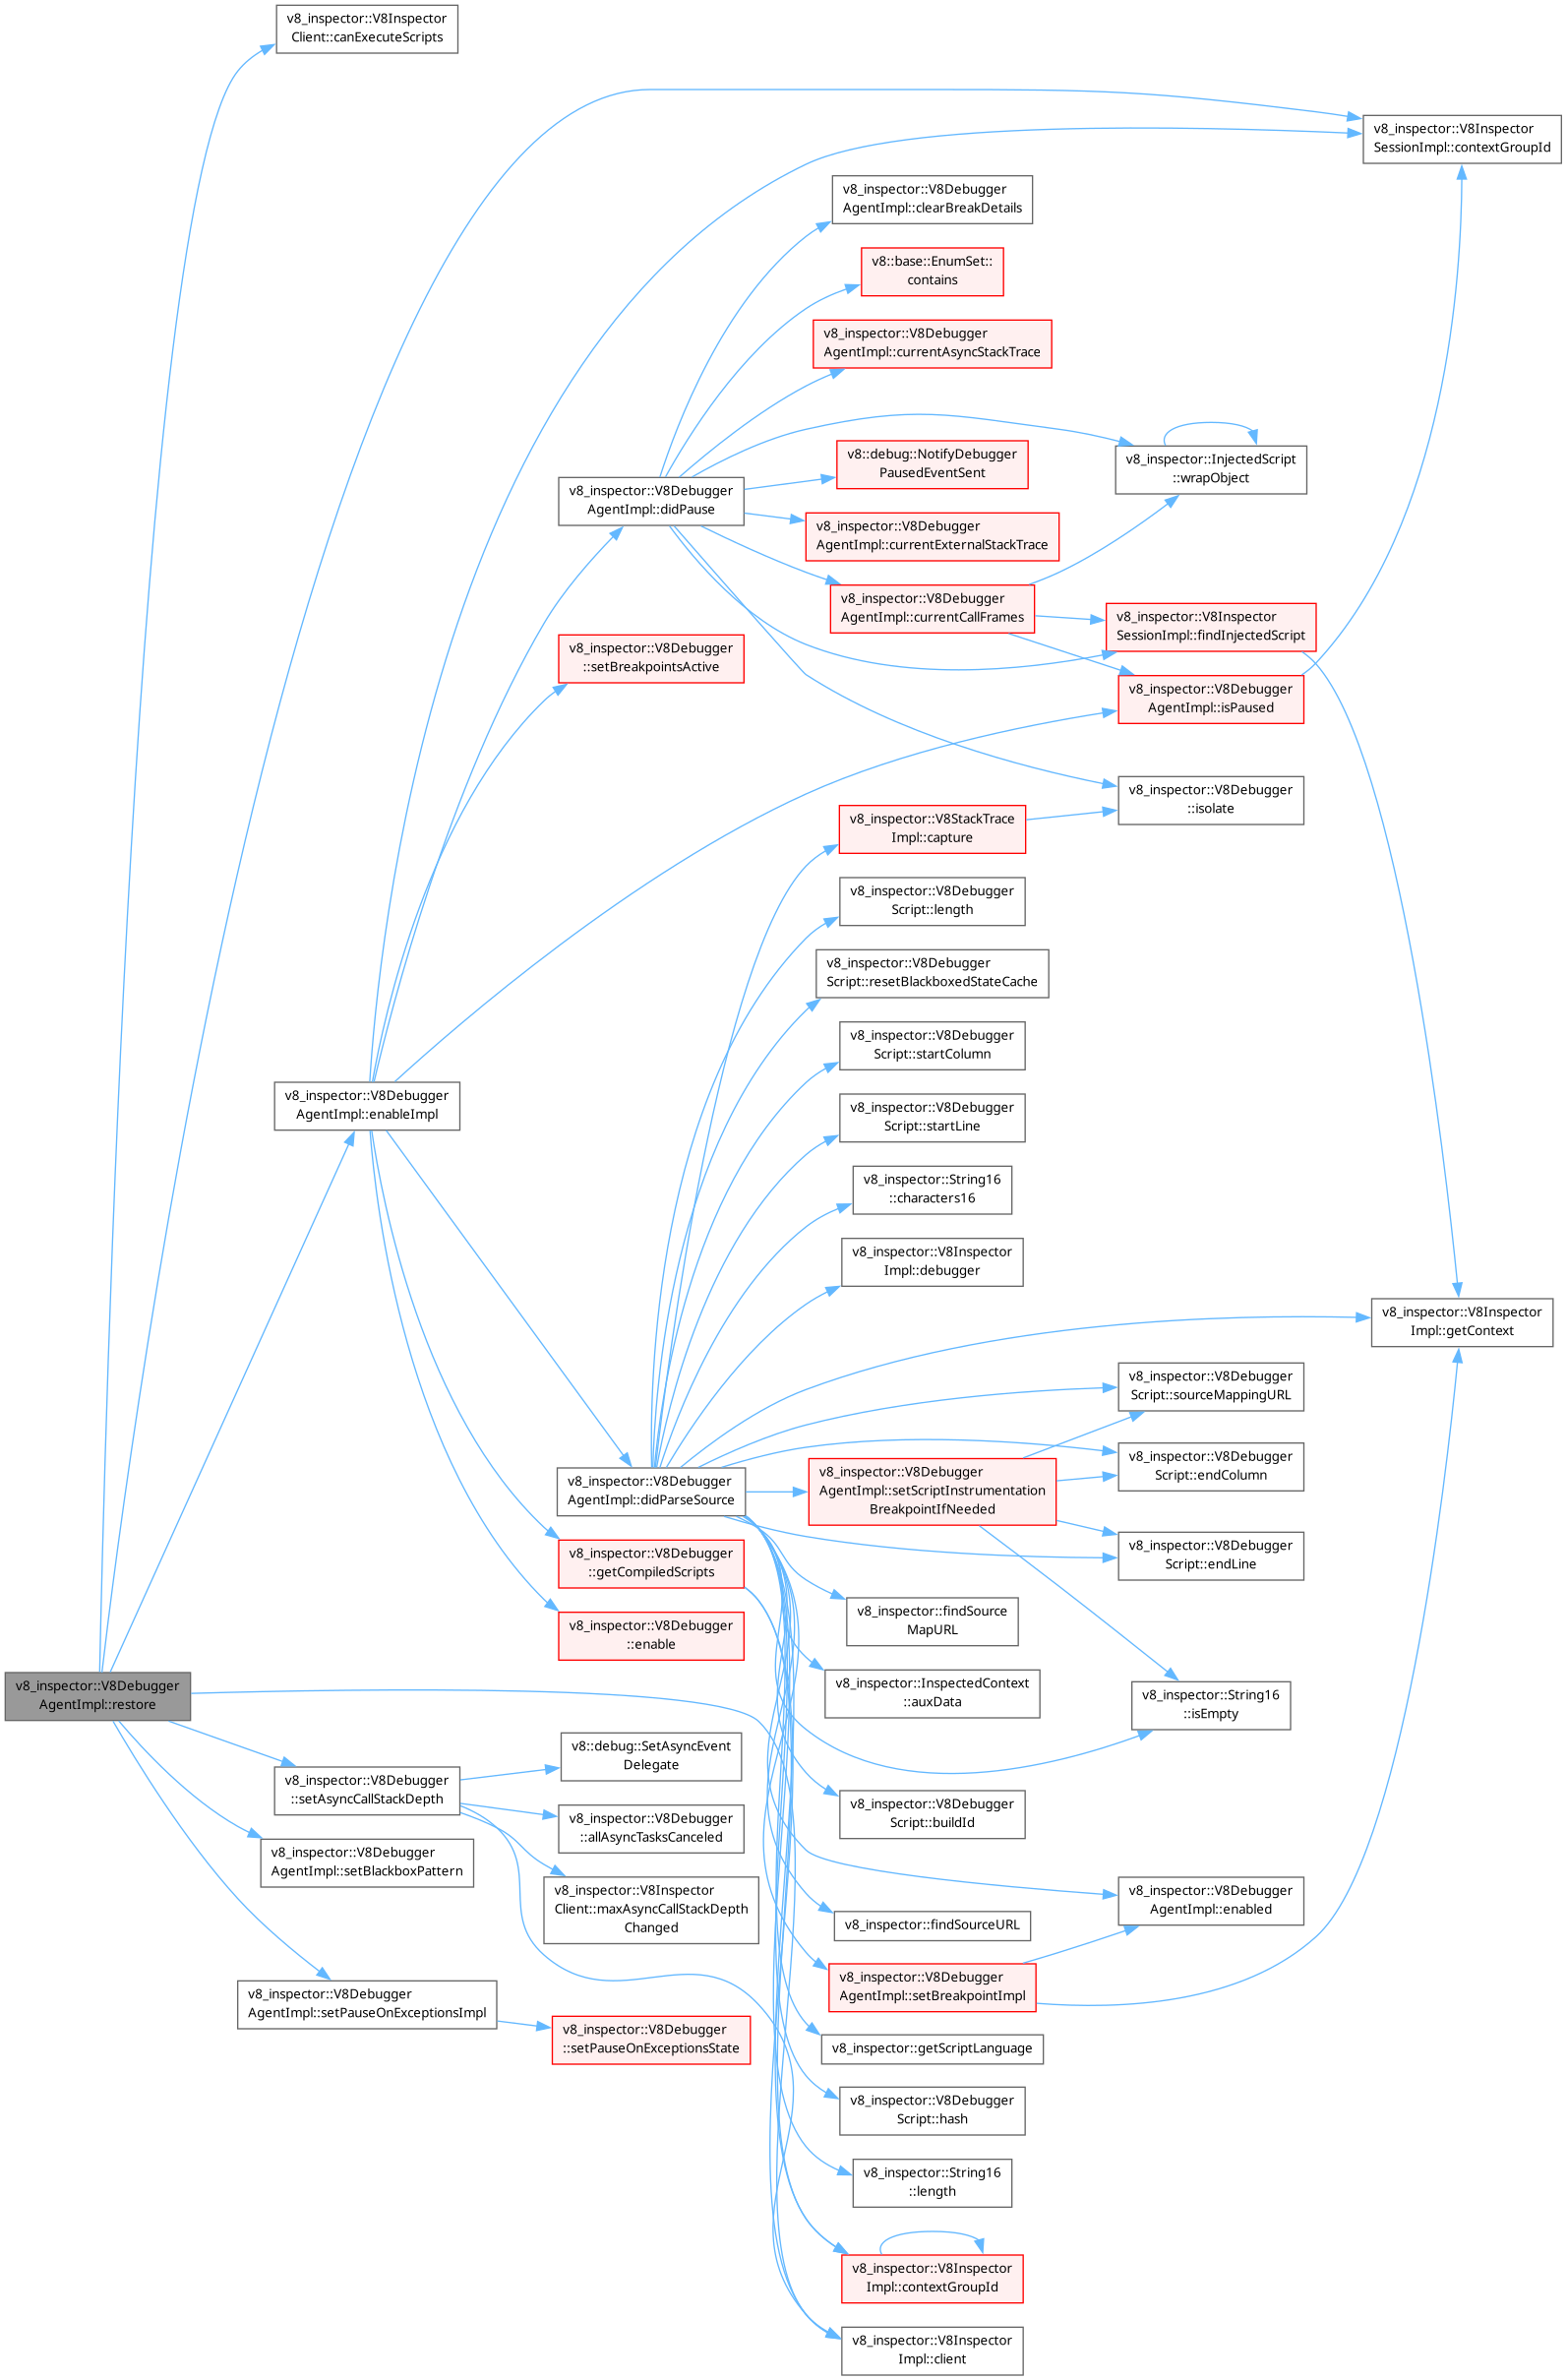 v8_inspector::V8Inspector
Client::canExecuteScripts
v8_inspector::V8Inspector
SessionImpl::contextGroupId
v8_inspector::V8Debugger
AgentImpl::clearBreakDetails
v8::base::EnumSet::
contains
v8_inspector::V8Debugger
AgentImpl::currentAsyncStackTrace
v8::debug::NotifyDebugger
PausedEventSent
v8_inspector::InjectedScript
::wrapObject
v8_inspector::V8Debugger
AgentImpl::didPause
v8_inspector::V8Debugger
AgentImpl::currentExternalStackTrace
v8_inspector::V8Debugger
AgentImpl::currentCallFrames
v8_inspector::V8Inspector
SessionImpl::findInjectedScript
v8_inspector::V8Debugger
::setBreakpointsActive
v8_inspector::V8Debugger
AgentImpl::isPaused
v8_inspector::V8Debugger
::isolate
v8_inspector::V8StackTrace
Impl::capture
v8_inspector::V8Debugger
Script::length
v8_inspector::V8Debugger
Script::resetBlackboxedStateCache
v8_inspector::V8Debugger
Script::startColumn
v8_inspector::V8Debugger
AgentImpl::enableImpl
v8_inspector::V8Debugger
Script::startLine
v8_inspector::String16
::characters16
v8_inspector::V8Inspector
Impl::debugger
v8_inspector::V8Inspector
Impl::getContext
v8_inspector::V8Debugger
Script::sourceMappingURL
v8_inspector::V8Debugger
Script::endColumn
v8_inspector::V8Debugger
AgentImpl::didParseSource
v8_inspector::V8Debugger
AgentImpl::setScriptInstrumentation
BreakpointIfNeeded
v8_inspector::V8Debugger
Script::endLine
v8_inspector::V8Debugger
::getCompiledScripts
v8_inspector::findSource
MapURL
v8_inspector::V8Debugger
::enable
v8_inspector::V8Debugger
AgentImpl::restore
v8_inspector::InspectedContext
::auxData
v8_inspector::String16
::isEmpty
v8::debug::SetAsyncEvent
Delegate
v8_inspector::V8Debugger
::setAsyncCallStackDepth
v8_inspector::V8Debugger
Script::buildId
v8_inspector::V8Debugger
::allAsyncTasksCanceled
v8_inspector::V8Debugger
AgentImpl::setBlackboxPattern
v8_inspector::V8Inspector
Client::maxAsyncCallStackDepth
Changed
v8_inspector::V8Debugger
AgentImpl::enabled
v8_inspector::findSourceURL
v8_inspector::V8Debugger
AgentImpl::setBreakpointImpl
v8_inspector::V8Debugger
AgentImpl::setPauseOnExceptionsImpl
v8_inspector::V8Debugger
::setPauseOnExceptionsState
v8_inspector::getScriptLanguage
v8_inspector::V8Debugger
Script::hash
v8_inspector::String16
::length
v8_inspector::V8Inspector
Impl::contextGroupId
v8_inspector::V8Inspector
Impl::client